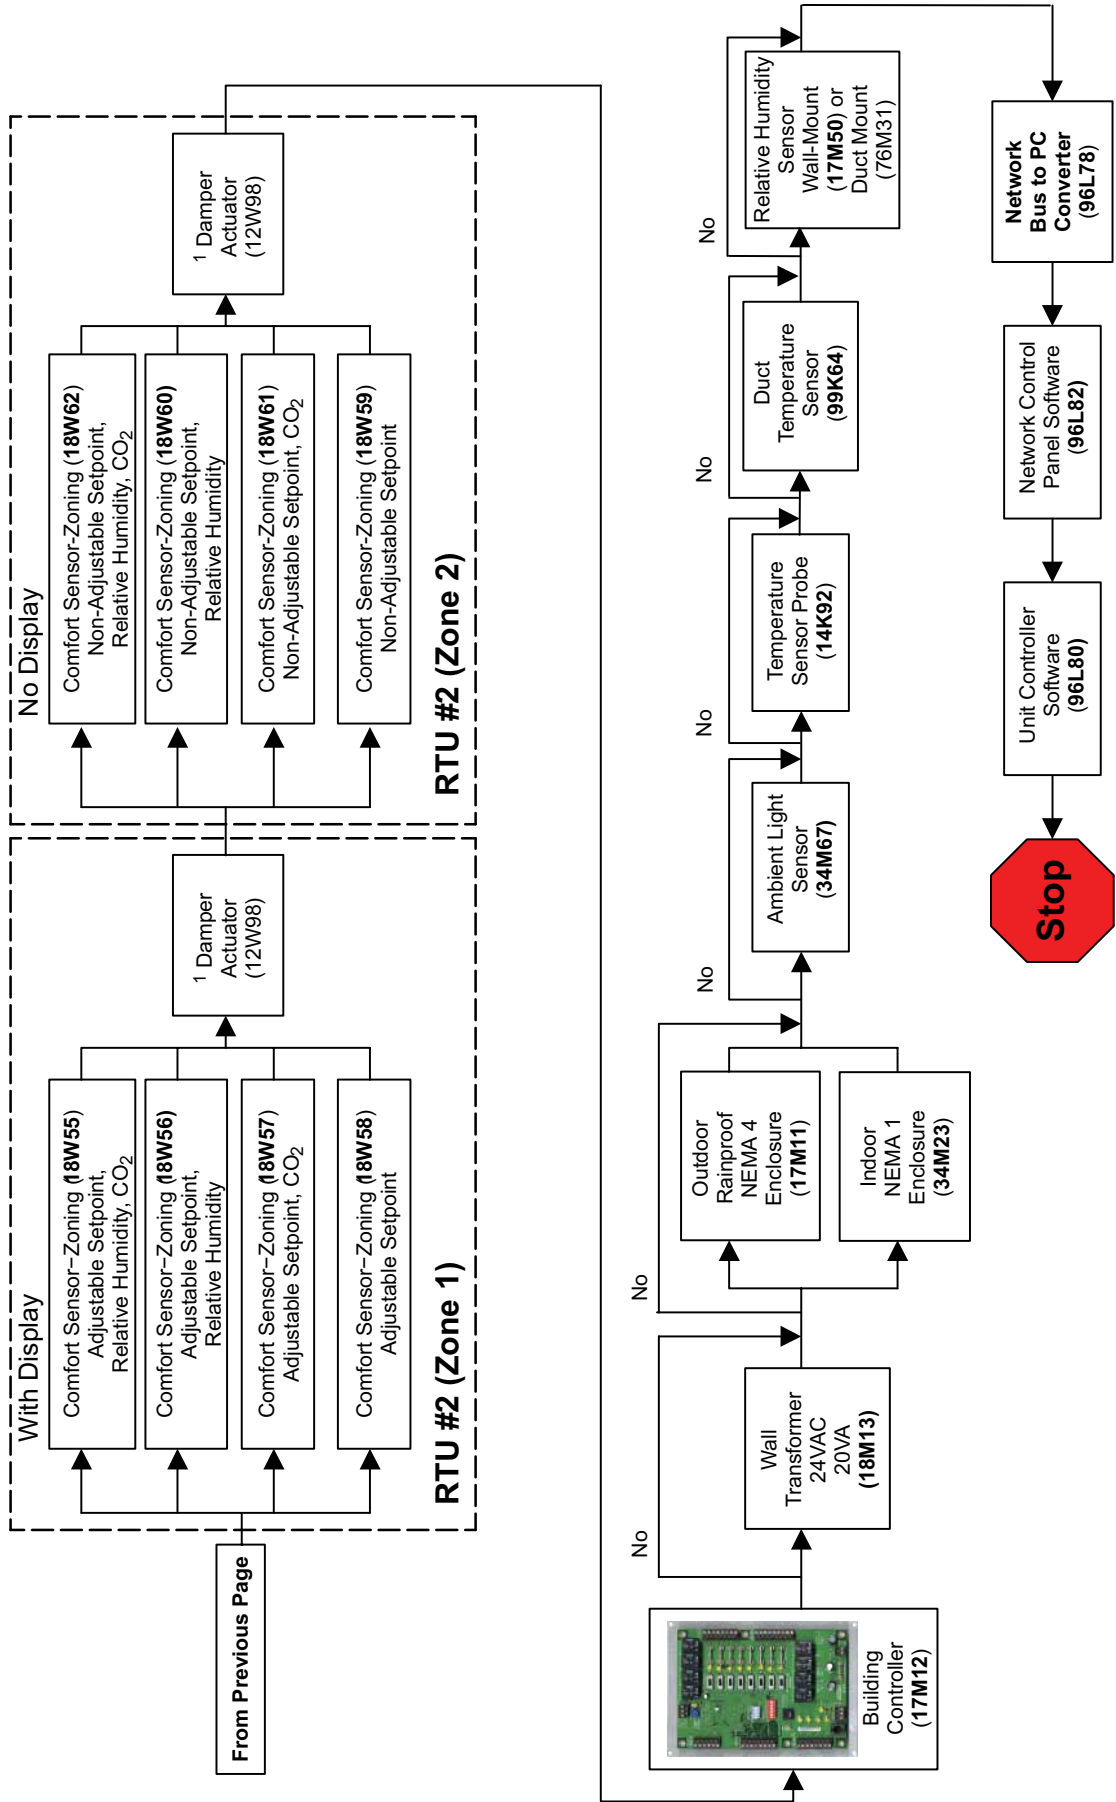 From Previous Page
With Display
Comfort Sensor–Zoning (18W55)
Adjustable Setpoint,
Relative Humidity, CO2
Comfort Sensor–Zoning (18W56)
Adjustable Setpoint,
Relative Humidity
Comfort Sensor–Zoning (18W57)
Adjustable Setpoint, CO2
Comfort Sensor–Zoning (18W58)
Adjustable Setpoint
RTU #2 (Zone 1)
1 Damper
Actuator
(12W98)
No Display
Comfort Sensor-Zoning (18W62)
Non-Adjustable Setpoint,
Relative Humidity, CO2
Comfort Sensor-Zoning (18W60)
Non-Adjustable Setpoint,
Relative Humidity
Comfort Sensor-Zoning (18W61)
Non-Adjustable Setpoint, CO2
Comfort Sensor-Zoning (18W59)
Non-Adjustable Setpoint
RTU #2 (Zone 2)
1 Damper
Actuator
(12W98)
Building
Controller
(17M12)
No
Wall
Transformer
24VAC
20VA
(18M13)
No
Outdoor
Rainproof
NEMA 4
Enclosure
(17M11)
Indoor
NEMA 1
Enclosure
(34M23)
No
Ambient Light
Sensor
(34M67)
No
Temperature
Sensor Probe
(14K92)
No
Duct
Temperature
Sensor
(99K64)
No
Relative Humidity
Sensor
Wall-Mount
(17M50) or
Duct Mount
(76M31)
Network
Bus to PC
Converter
(96L78)
Network Control
Panel Software
(96L82)
Unit Controller
Software
(96L80)
Stop